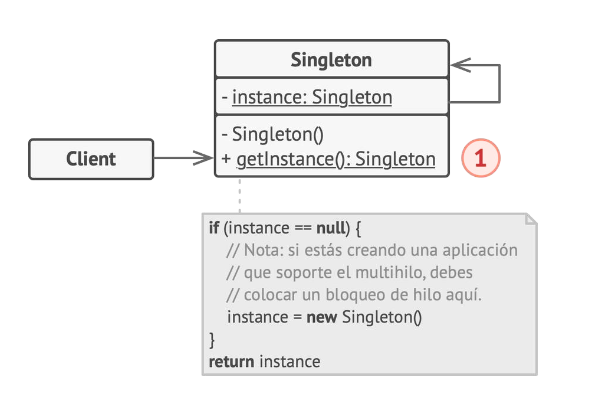 Singleton
- instance: Singleton
- Singleton()
+ getInstance(): Singleton
1
Client
if (instance == null) {
// Nota: si estás creando una aplicación
// que soporte el multihilo, debes
// colocar un bloqueo de hilo aquí.
instance = new Singleton()
}
return instance